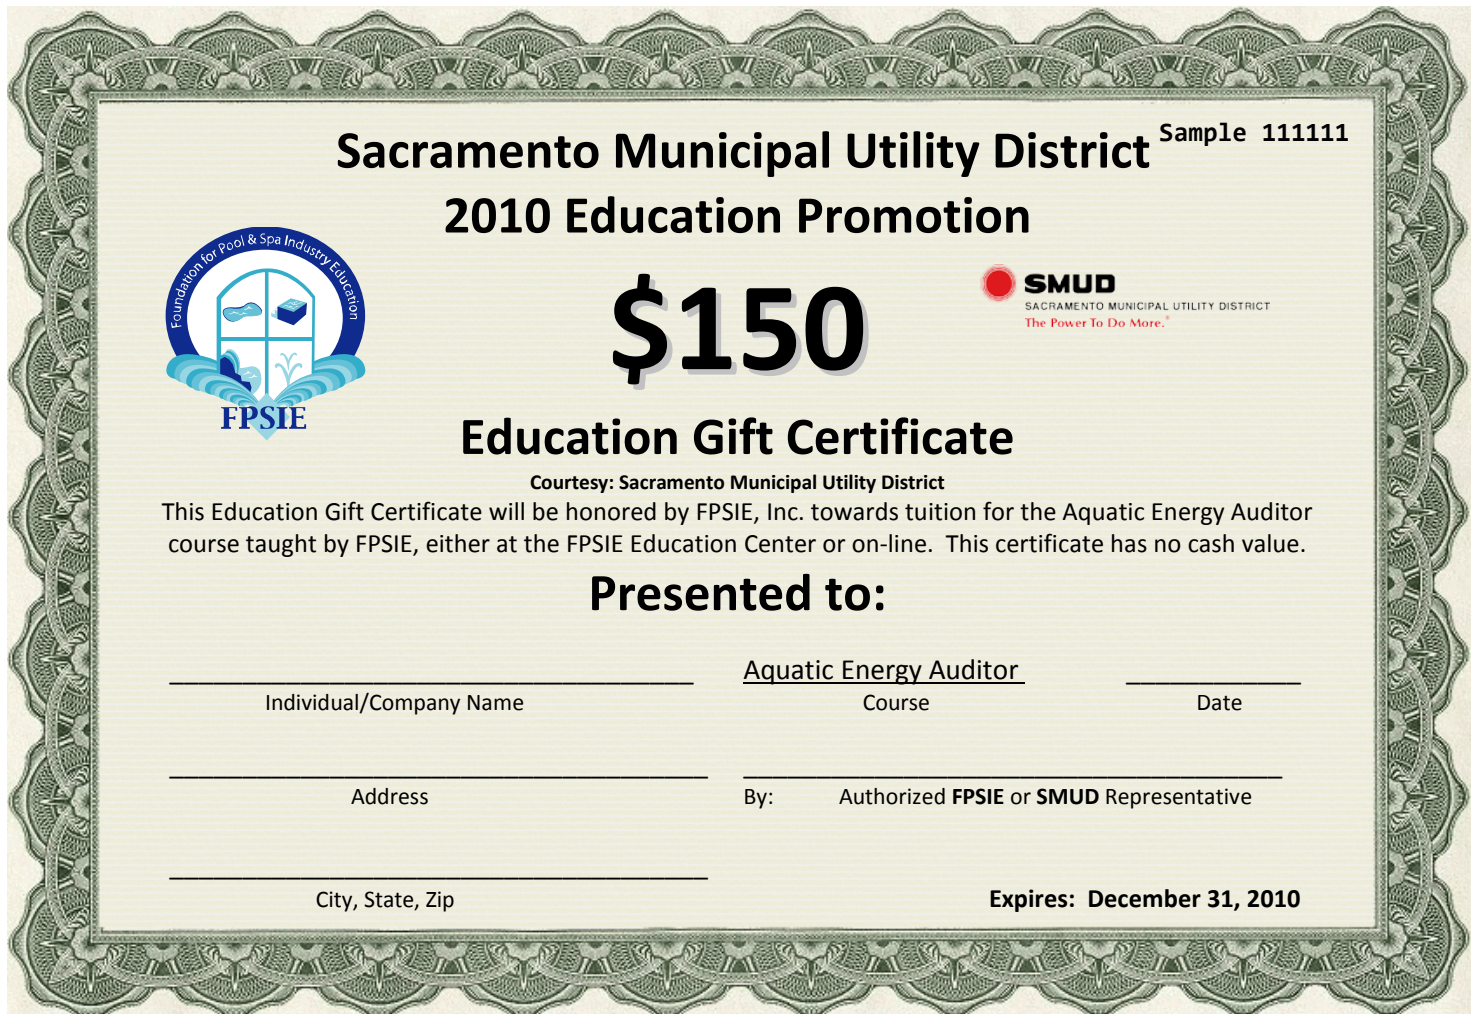 Sample 111111
Sacramento Municipal Utility District
2010 Education Promotion
Foundation for Pool & Spa Industry Education
FPSIE
$150
SMUD
SACRAMENTO MUNICIPAL UTILITY DISTRICT
The Power To Do More.®
Education Gift Certificate
Courtesy: Sacramento Municipal Utility District
This Education Gift Certificate will be honored by FPSIE, Inc. towards tuition for the Aquatic Energy Auditor
course taught by FPSIE, either at the FPSIE Education Center or on-line. This certificate has no cash value.
Presented to:
Aquatic Energy Auditor
Individual/Company Name Course Date
Address By: Authorized FPSIE or SMUD Representative
City, State, Zip Expires: December 31, 2010